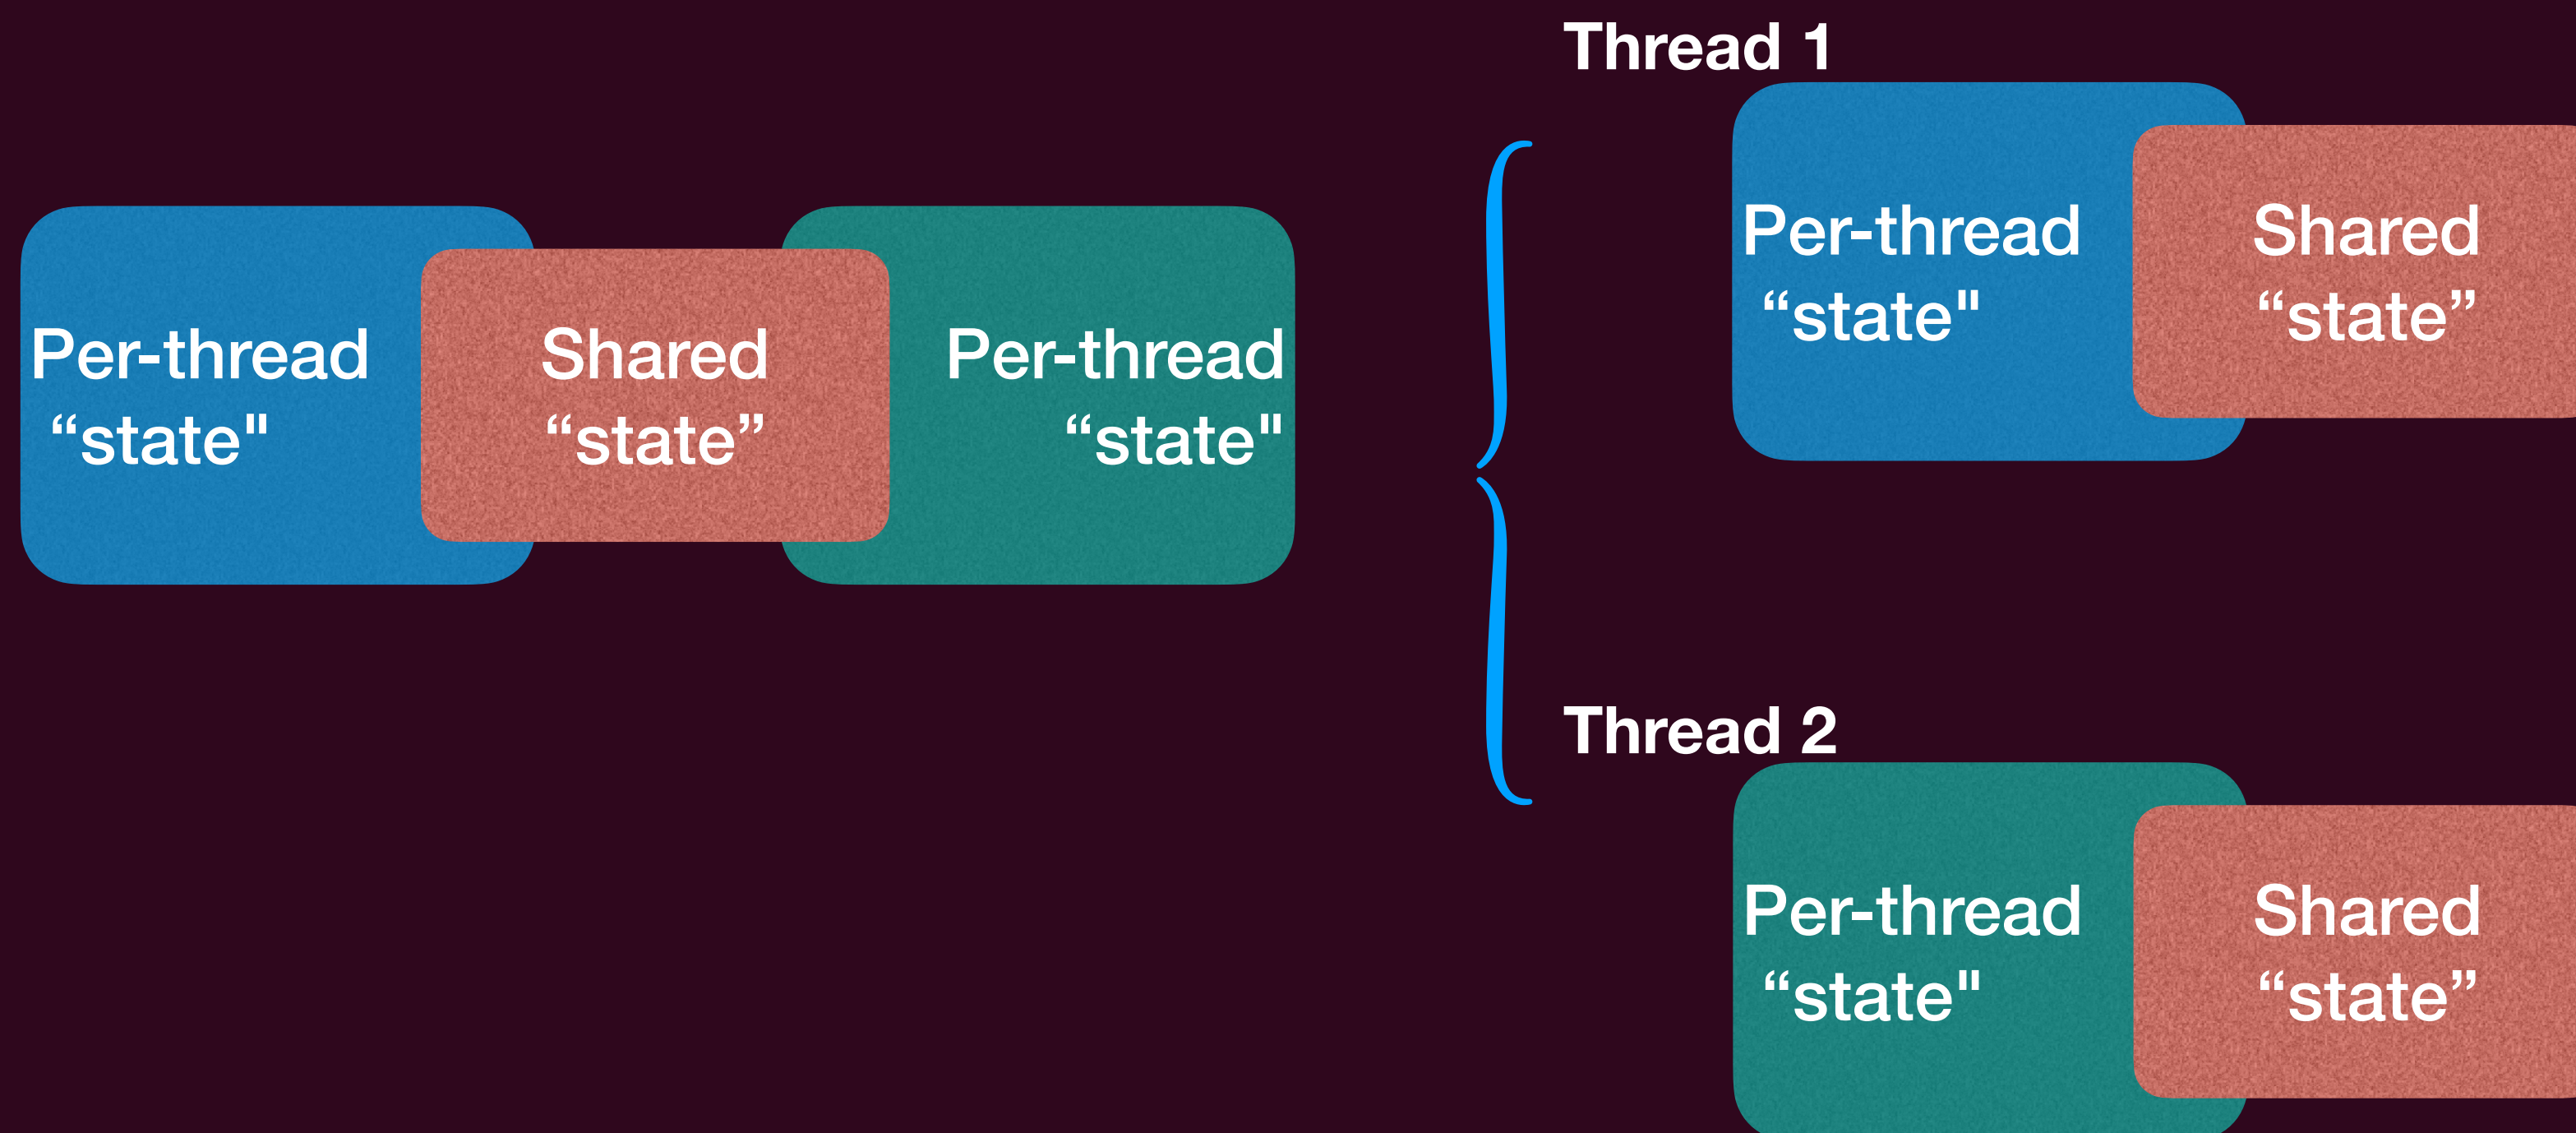 Per-thread
“state"
Shared
“state”
Per-thread
“state"
Thread 1
Per-thread
“state"
Shared
“state”
Thread 2
Per-thread
“state"
Shared
“state”